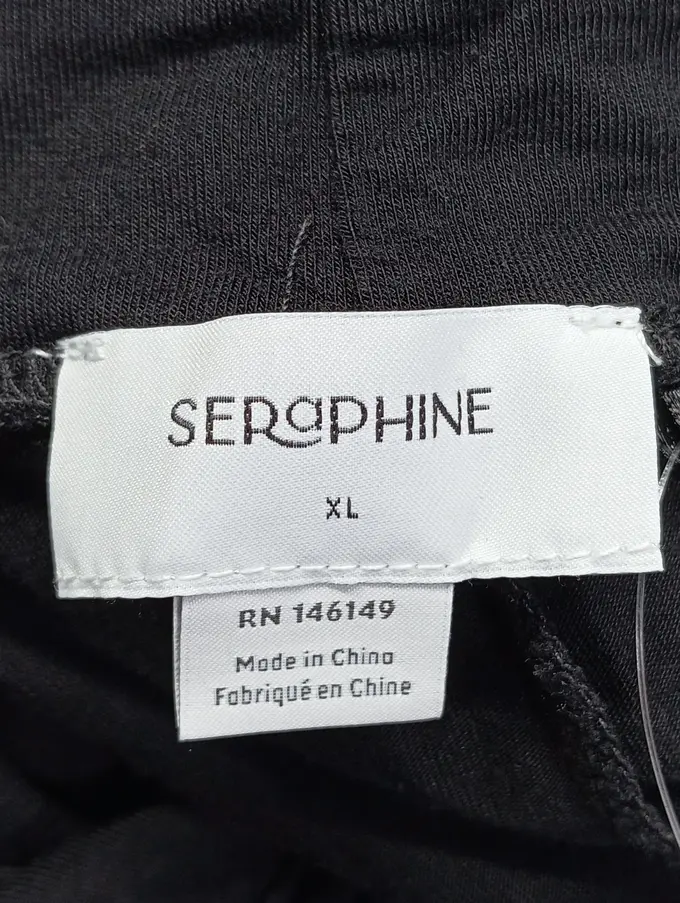 SERaPHINE
XL
RN 146149
Made in China
Fabriqué en Chine